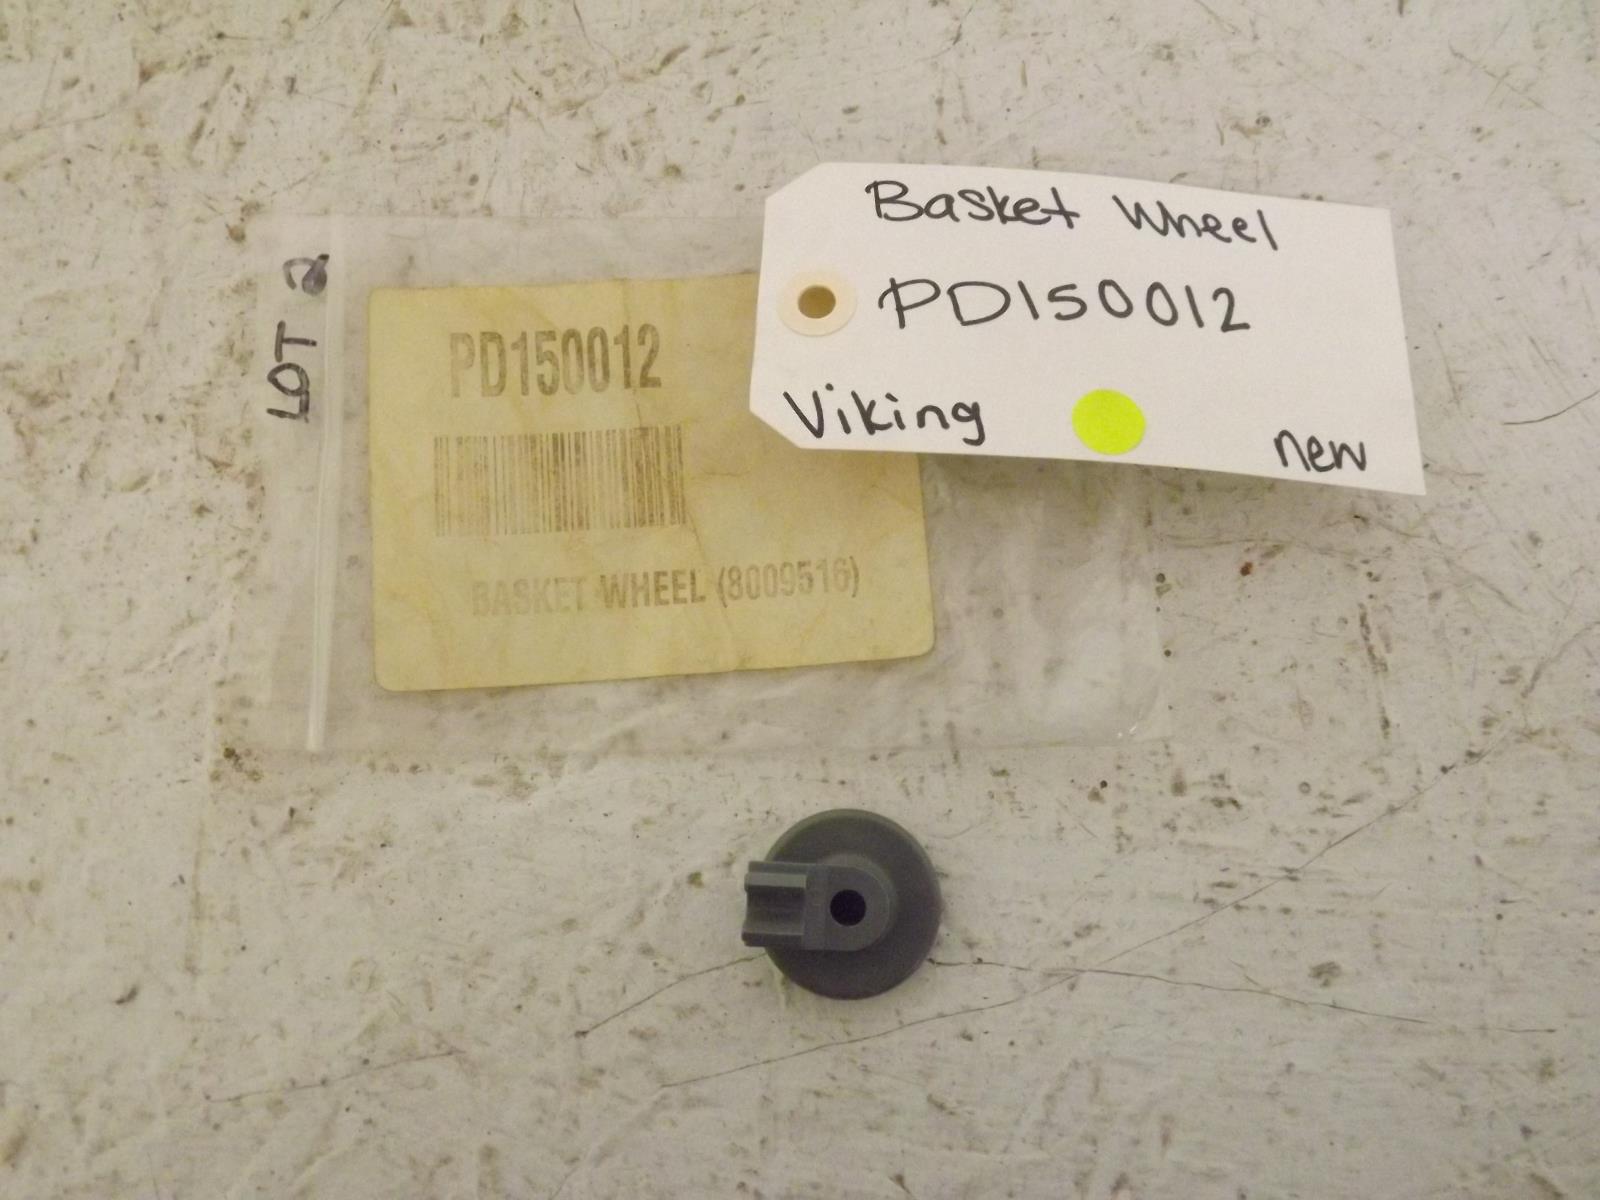 Basket Wheel
PD150012
Viking
new
LOT 2
PD150012
BASKET WHEEL (8009516)